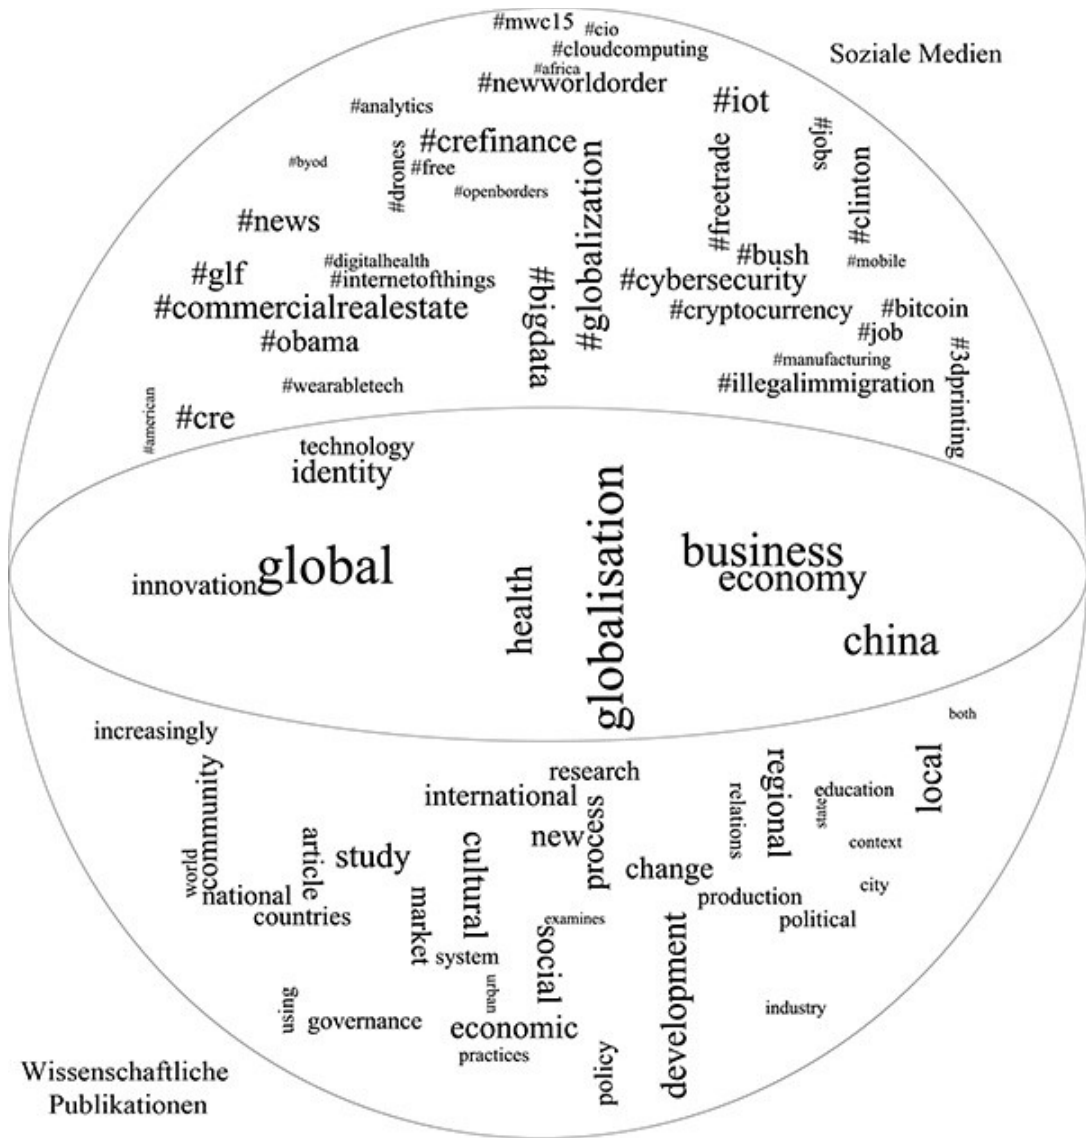 #mwc15
#cio
#cloudcomputing
#africa
#newworldorder
Soziale Medien
#analytics
#iot
#jobs
#crefinance
#drones
#free
#byod
#openborders
#globalization
#freetrade
#clinton
#news
#bush
#mobile
#digitalhealth
#glf
#internetofthings
#cybersecurity
#bigdata
#commercialrealestate
#cryptocurrency
#bitcoin
#obama
#job
#manufacturing
#3dprinting
#wearabletech
#illegalimmigration
#american
#cre
technology
identity
global
innovation
health
globalisation
business
economy
china
both
increasingly
local
research
regional
community
international
relations
states
education
new
process
article
study
cultural
context
world
change
city
national
market
production
countries
political
examines
system
social
development
urban
using
governance
economic
industry
practices
policy
Wissenschaftliche
Publikationen